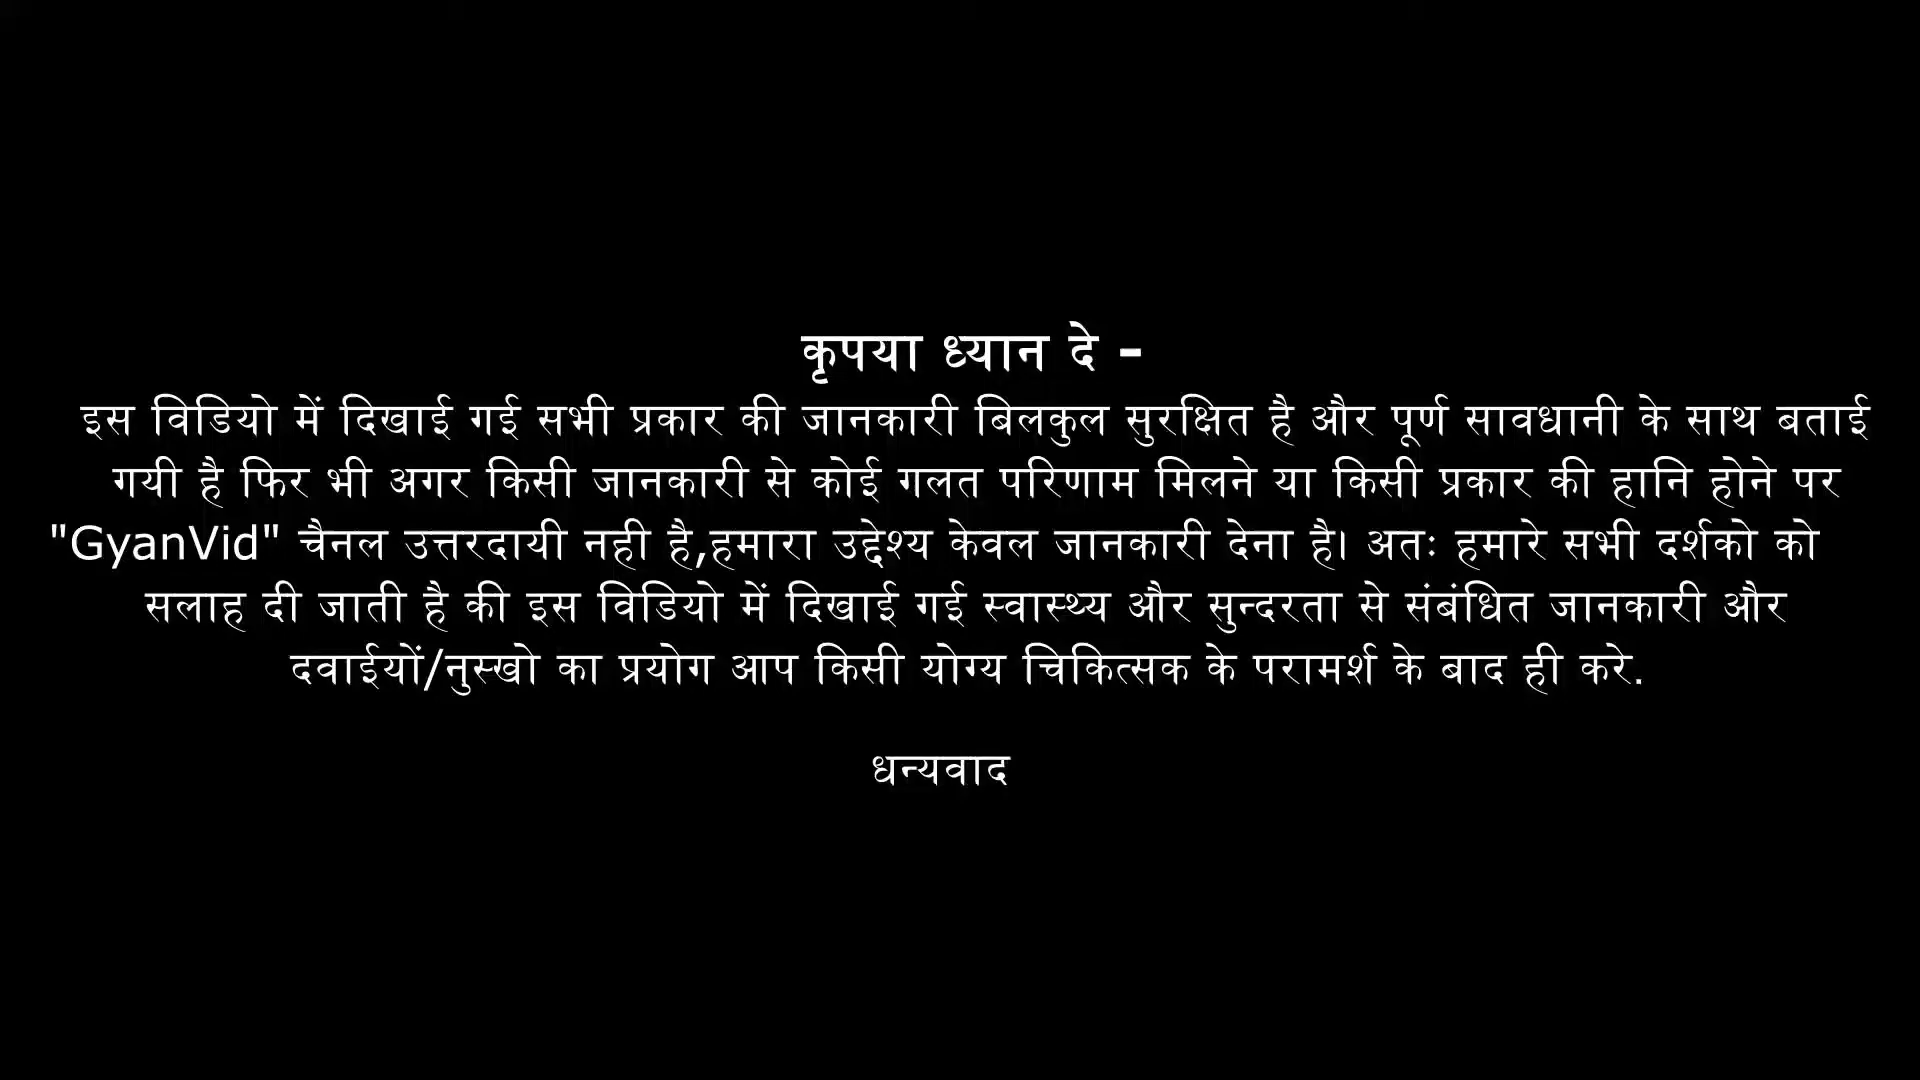 कृपया ध्यान दे -
इस विडियो में दिखाई गई सभी प्रकार की जानकारी बिलकुल सुरक्षित है और पूर्ण सावधानी के साथ बताई
गयी है फिर भी अगर किसी जानकारी से कोई गलत परिणाम मिलने या किसी प्रकार की हानि होने पर
"GyanVid" चैनल उत्तरदायी नही है,हमारा उद्देश्य केवल जानकारी देना है। अतः हमारे सभी दर्शको को
सलाह दी जाती है की इस विडियो में दिखाई गई स्वास्थ्य और सुन्दरता से संबंधित जानकारी और
दवाईयों/नुस्खो का प्रयोग आप किसी योग्य चिकित्सक के परामर्श के बाद ही करे.
धन्यवाद